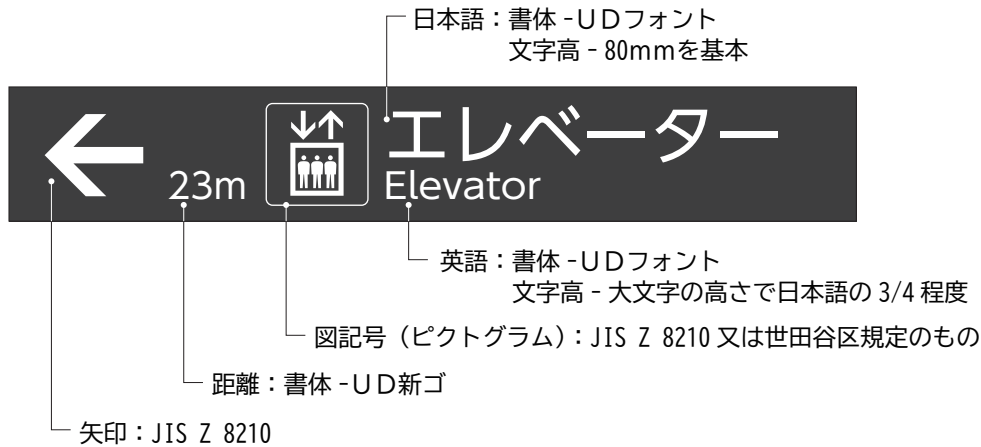 日本語：書体 -ＵＤフォント
文字高 - 80mmを基本
エレベーター
23m
Elevator
英語：書体 -ＵＤフォント
文字高 - 大文字の高さで日本語の 3/4 程度
図記号（ピクトグラム）：JIS Z 8210 又は世田谷区規定のもの
距離：書体 -ＵＤ新ゴ
矢印：JIS Z 8210